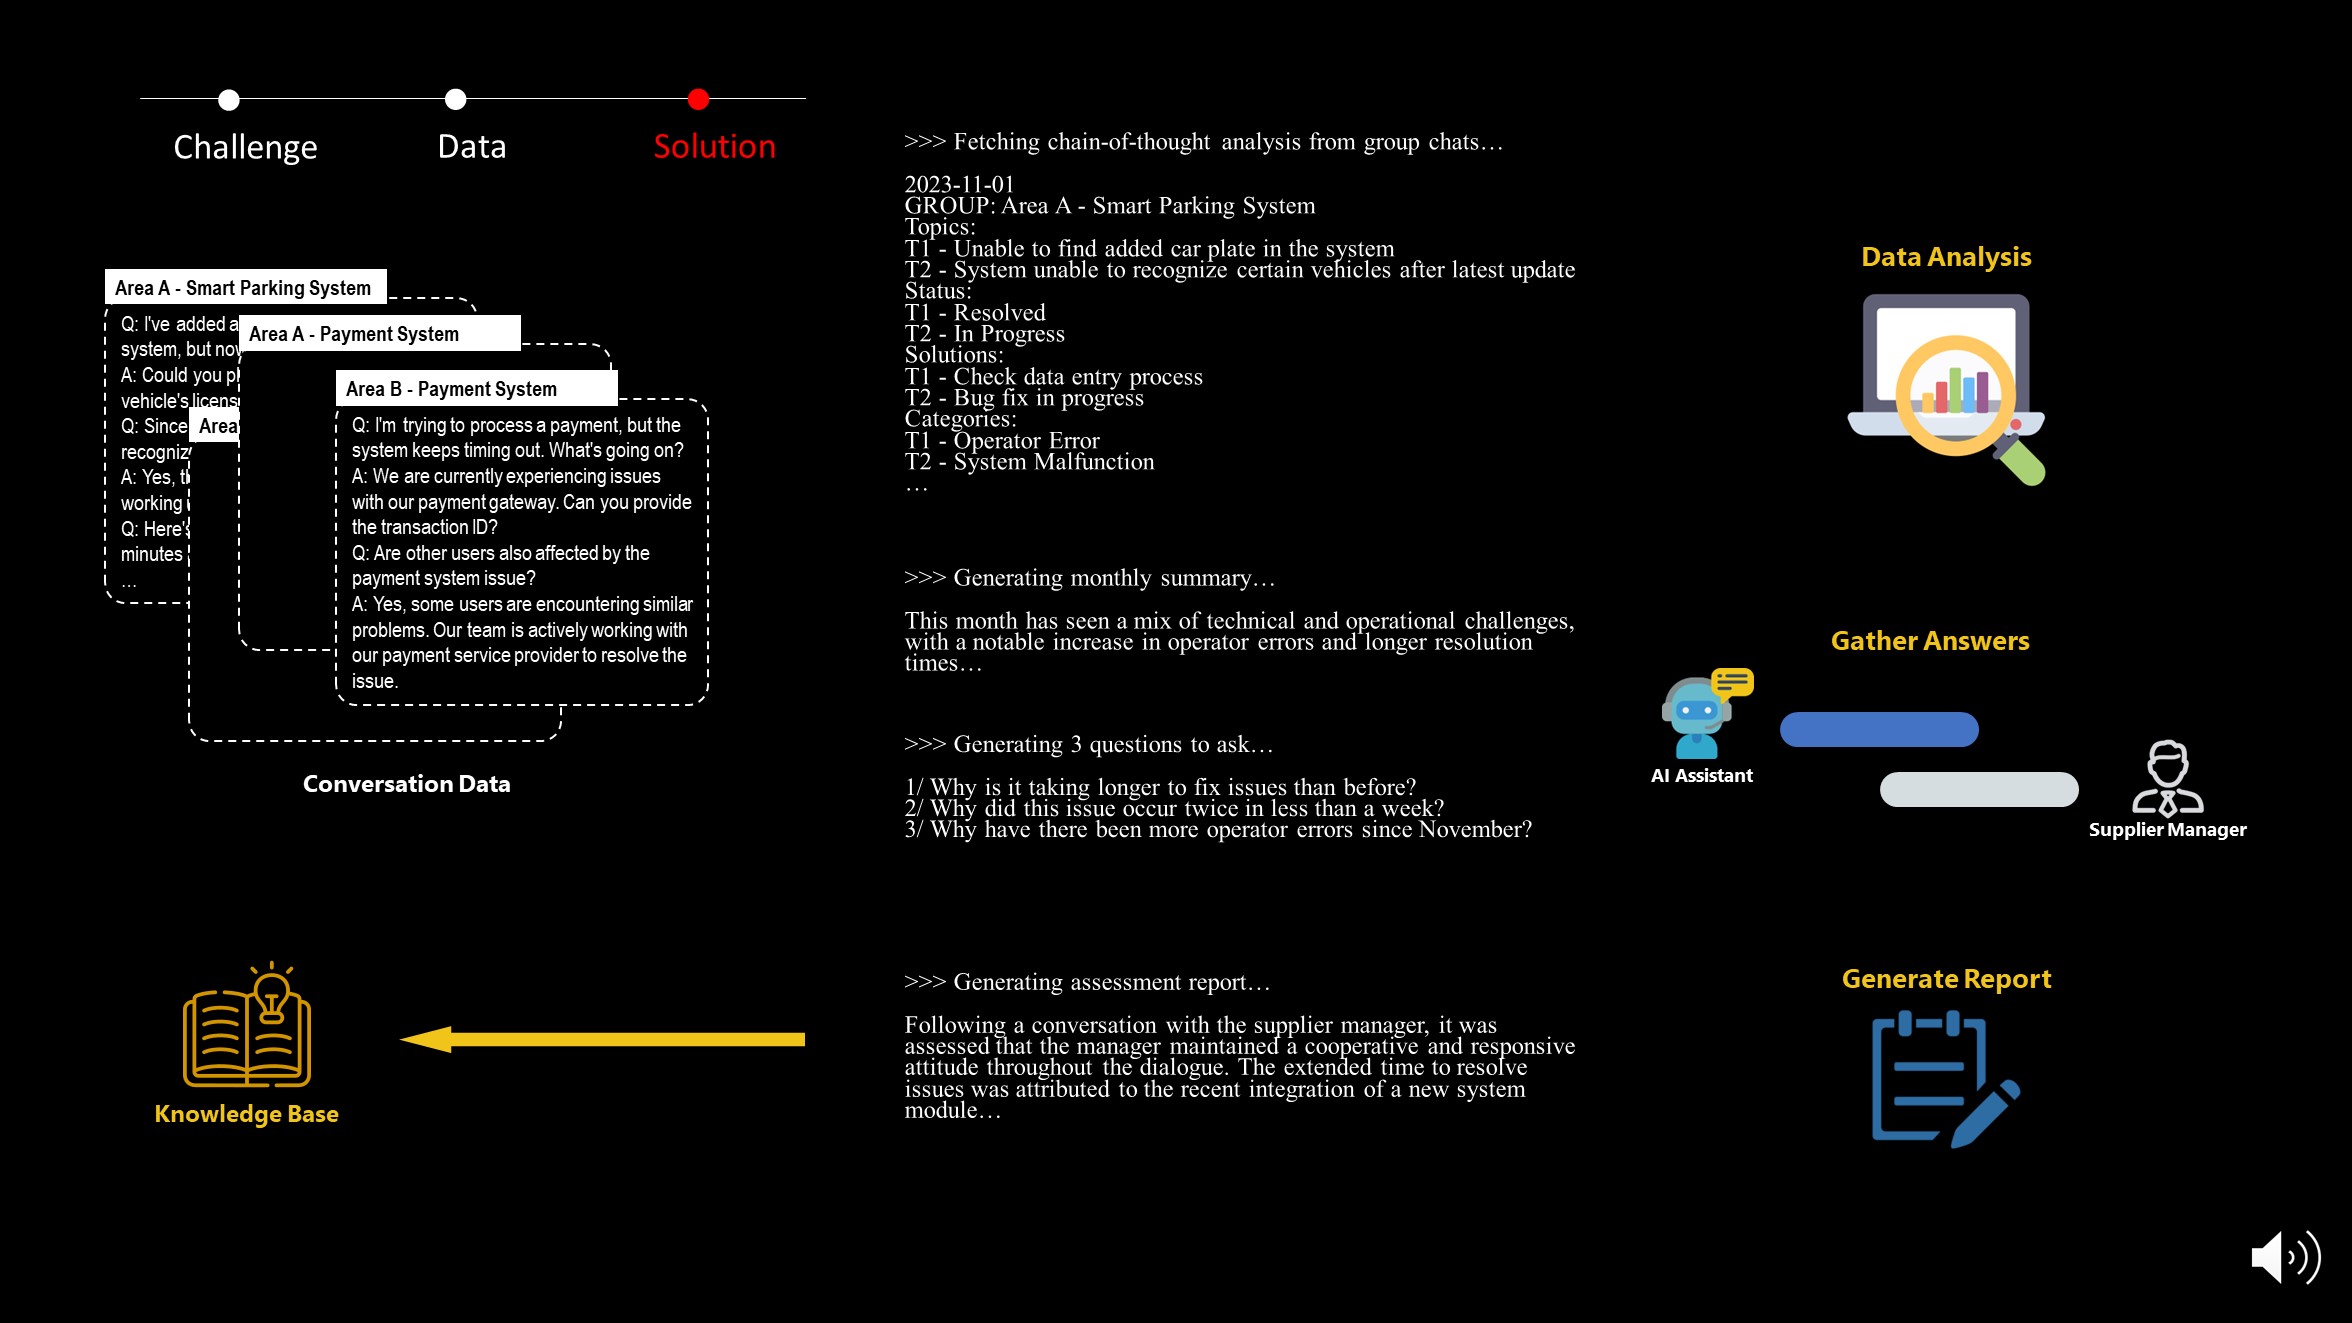 Challenge
Data
Solution
Area A - Smart Parking System
Q: I've added a
system, but now
A: Could you pl
vehicle's licens
Q: Since
recogniz
A: Yes, th
working
Q: Here's
minutes
...
Area
Area A - Payment System
Area B - Payment System
Q: I'm trying to process a payment, but the
system keeps timing out. What's going on?
A: We are currently experiencing issues
with our payment gateway. Can you provide
the transaction ID?
Q: Are other users also affected by the
payment system issue?
A: Yes, some users are encountering similar
problems. Our team is actively working with
our payment service provider to resolve the
issue.
Conversation Data
Knowledge Base
>>> Fetching chain-of-thought analysis from group chats…
2023-11-01
GROUP: Area A - Smart Parking System
Topics:
T1 - Unable to find added car plate in the system
T2 - System unable to recognize certain vehicles after latest update
Status:
T1 - Resolved
T2 - In Progress
Solutions:
T1 - Check data entry process
T2 - Bug fix in progress
Categories:
T1 - Operator Error
T2 - System Malfunction
…
>>> Generating monthly summary…
This month has seen a mix of technical and operational challenges,
with a notable increase in operator errors and longer resolution
times…
>>> Generating 3 questions to ask…
1/ Why is it taking longer to fix issues than before?
2/ Why did this issue occur twice in less than a week?
3/ Why have there been more operator errors since November?
>>> Generating assessment report…
Following a conversation with the supplier manager, it was
assessed that the manager maintained a cooperative and responsive
attitude throughout the dialogue. The extended time to resolve
issues was attributed to the recent integration of a new system
module…
Data Analysis
Gather Answers
AI Assistant
Supplier Manager
Generate Report